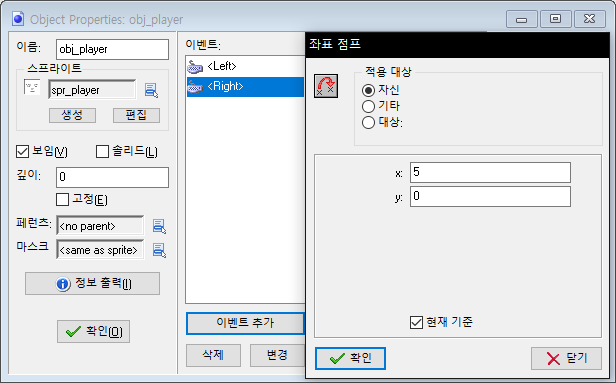 Object Properties: obj_player
이름: obj_player
스프라이트
spr_player
생성 편집
보임(V) 솔리드(L)
깊이: 0
고정(E)
페런츠: <no parent>
마스크 <same as sprite>
정보 출력(I)
확인(O)
이벤트:
<Left>
<Right>
이벤트 추가
삭제 변경
좌표 점프
적용 대상
자신
기타
대상:
x: 5
y: 0
현재 기준
확인 닫기